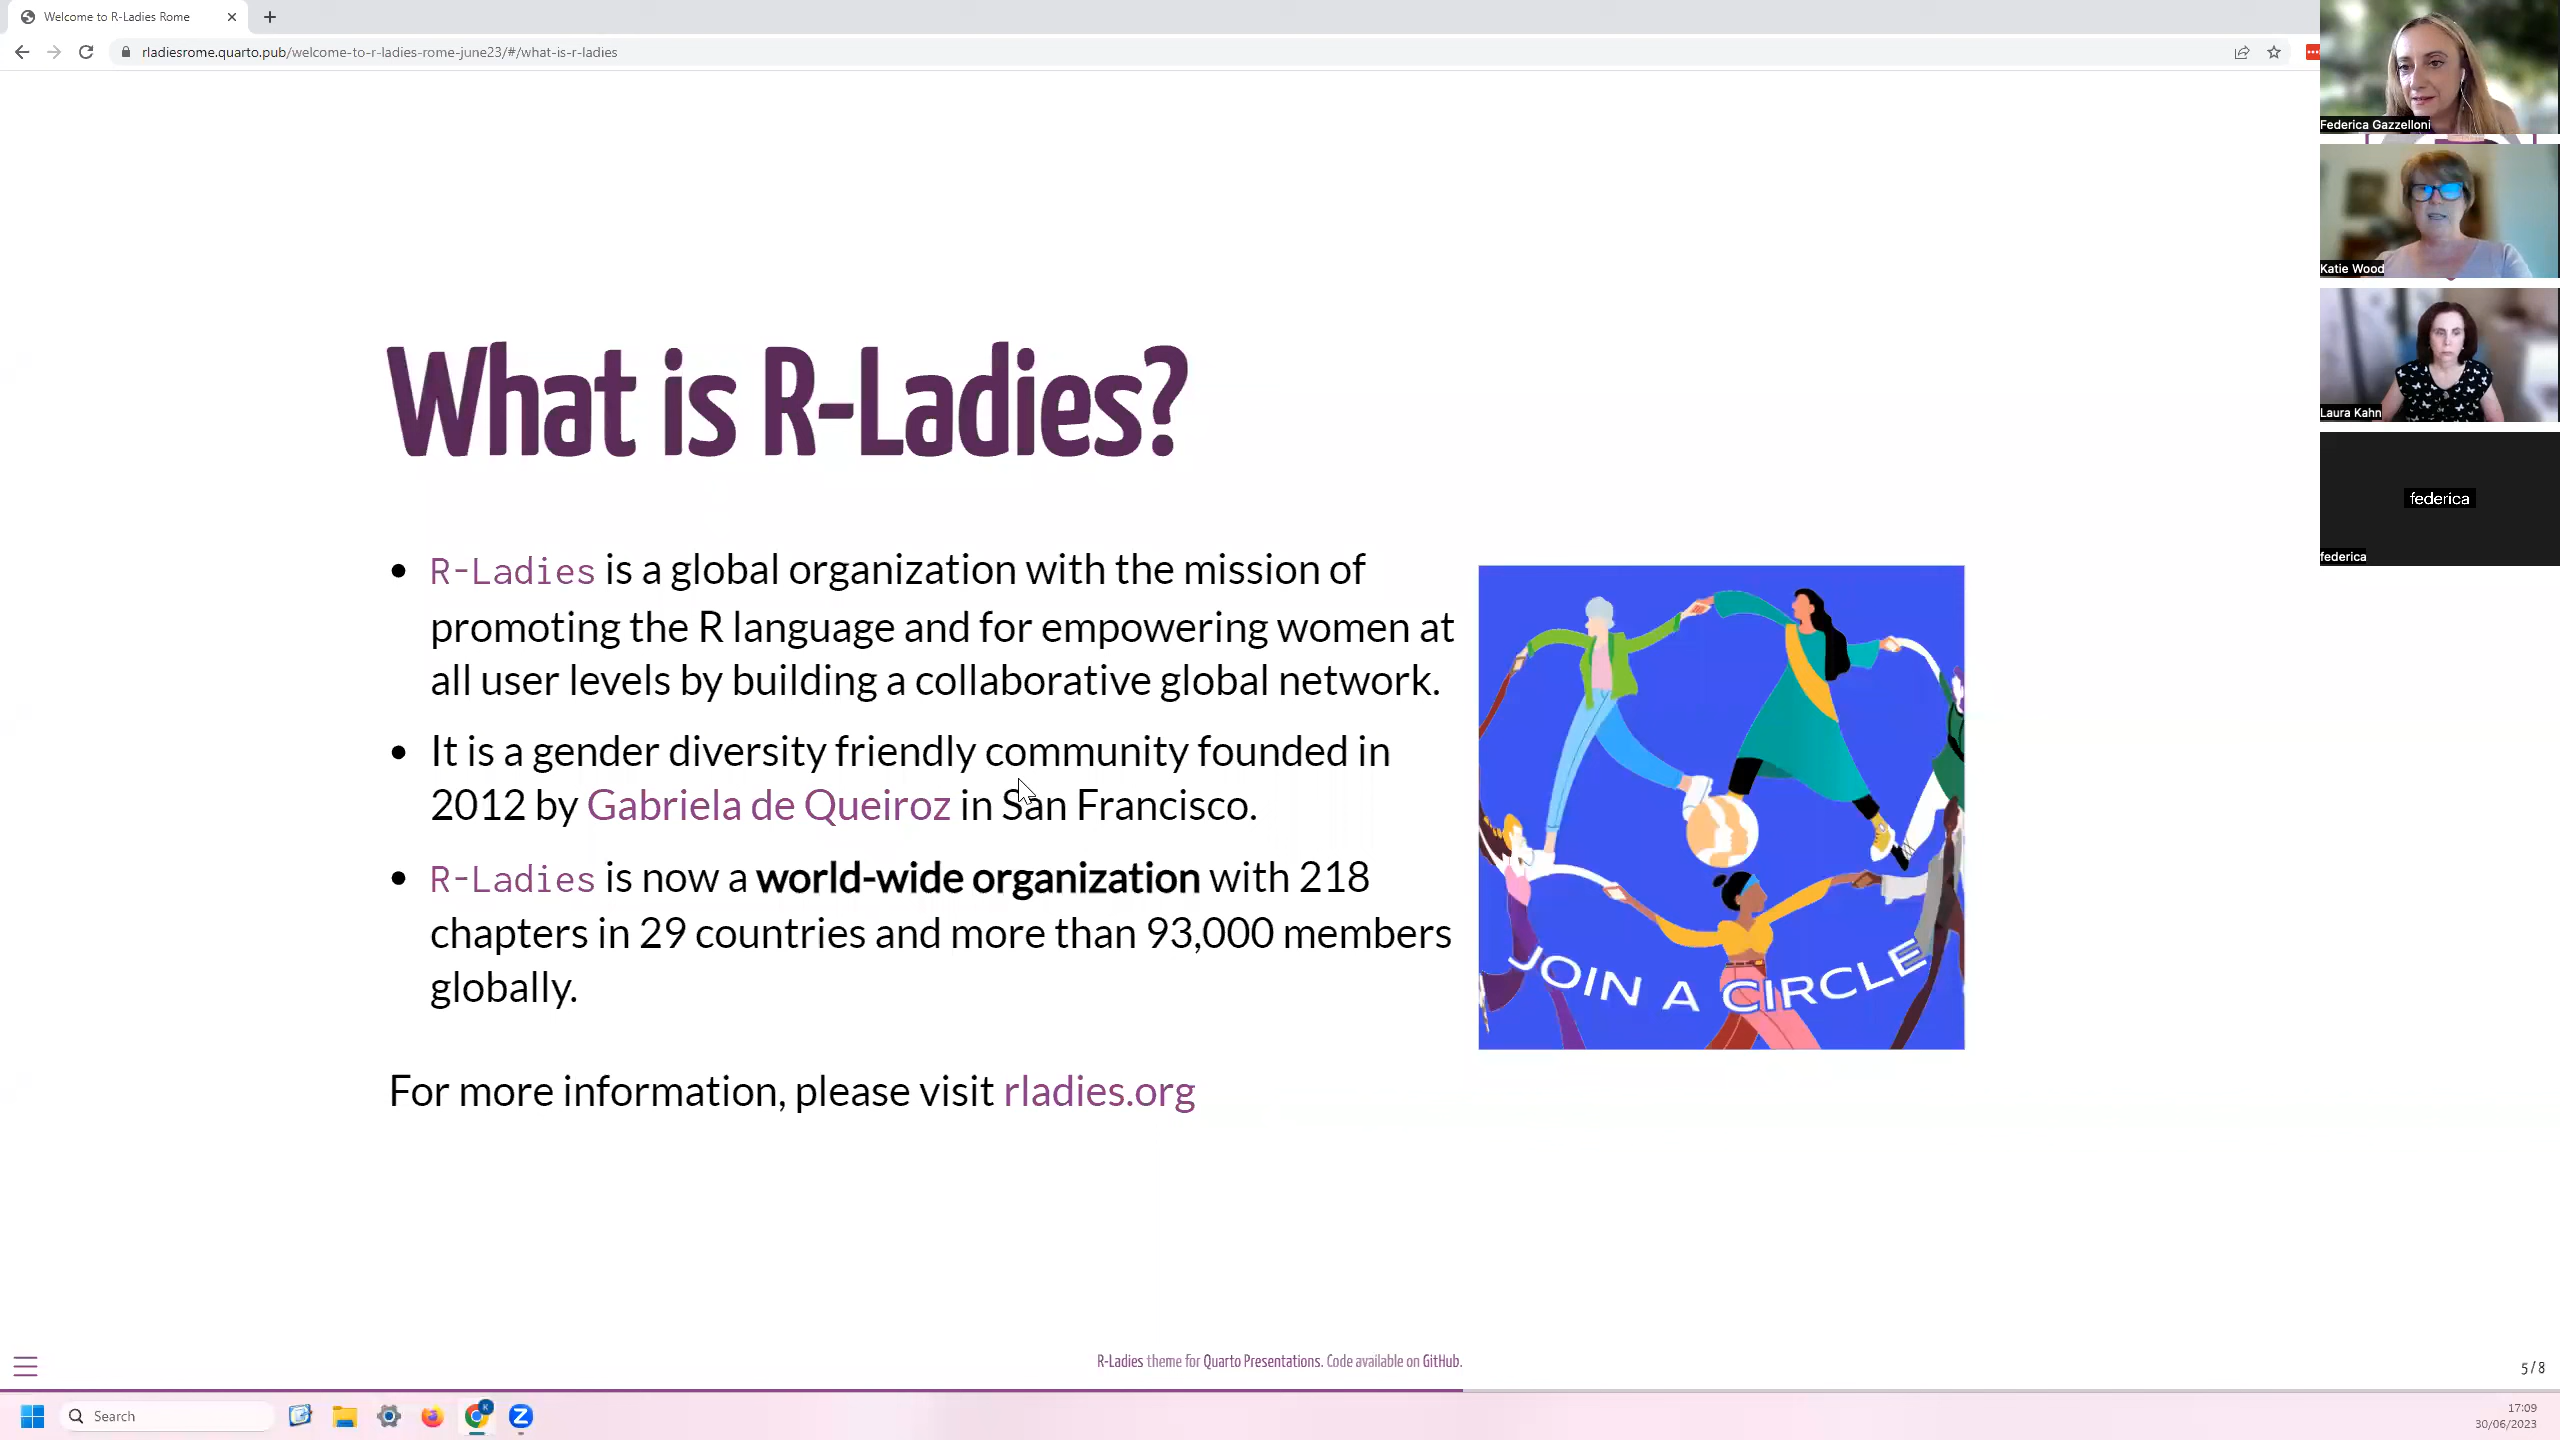 Welcome to R-Ladies Rome
rladiesrome.quarto.pub/welcome-to-r-ladies-rome-june23/#/what-is-r-ladies
Federica Gazzelloni
Katie Wood
Laura Kahn
federica
federica
What is R-Ladies?
R-Ladies is a global organization with the mission of
promoting the R language and for empowering women at
all user levels by building a collaborative global network.
It is a gender diversity friendly community founded in
2012 by Gabriela de Queiroz in San Francisco.
R-Ladies is now a world-wide organization with 218
chapters in 29 countries and more than 93,000 members
globally.
JOIN A CIRCLE
For more information, please visit rladies.org
R-Ladies theme for Quarto Presentations. Code available on GitHub.
5 / 8
Search
K
17:09
30/06/2023